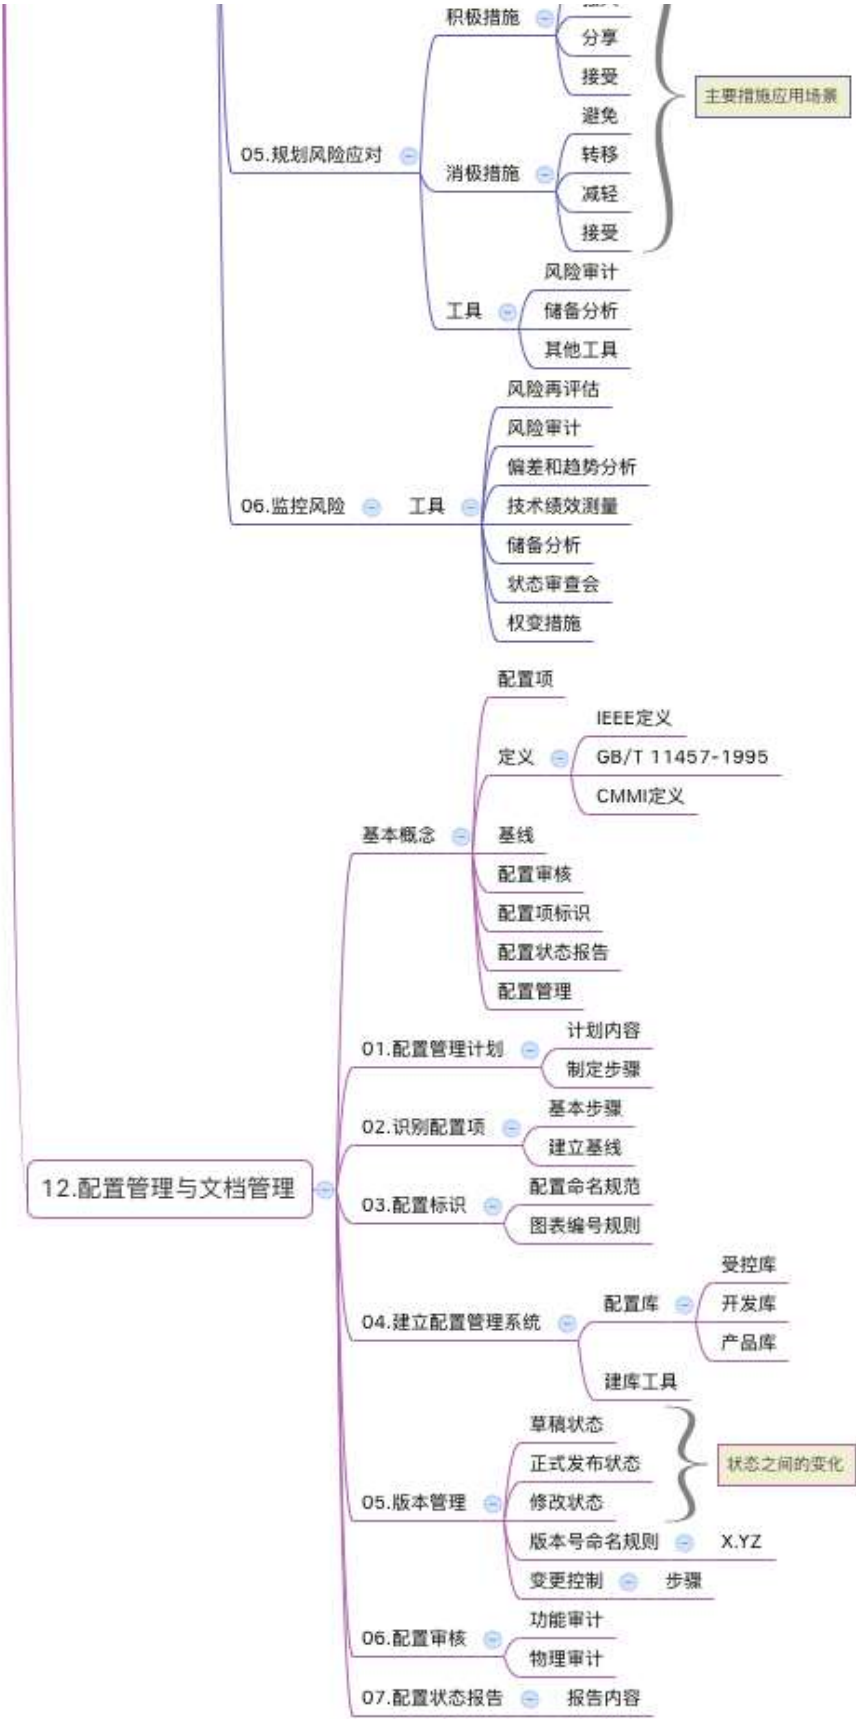 积极措施
分享
接受
主要措施应用场景
05.规划风险应对
消极措施
避免
转移
减轻
接受
工具
风险审计
储备分析
其他工具
06.监控风险
工具
风险再评估
风险审计
偏差和趋势分析
技术绩效测量
储备分析
状态审查会
权变措施
12.配置管理与文档管理
基本概念
配置项
定义
IEEE定义
GB/T 11457-1995
CMMI定义
基线
配置审核
配置项标识
配置状态报告
配置管理
01.配置管理计划
计划内容
制定步骤
02.识别配置项
基本步骤
建立基线
03.配置标识
配置命名规范
图表编号规则
04.建立配置管理系统
配置库
受控库
开发库
产品库
建库工具
05.版本管理
草稿状态
正式发布状态
修改状态
状态之间的变化
版本号命名规则
X.YZ
变更控制
步骤
06.配置审核
功能审计
物理审计
07.配置状态报告
报告内容